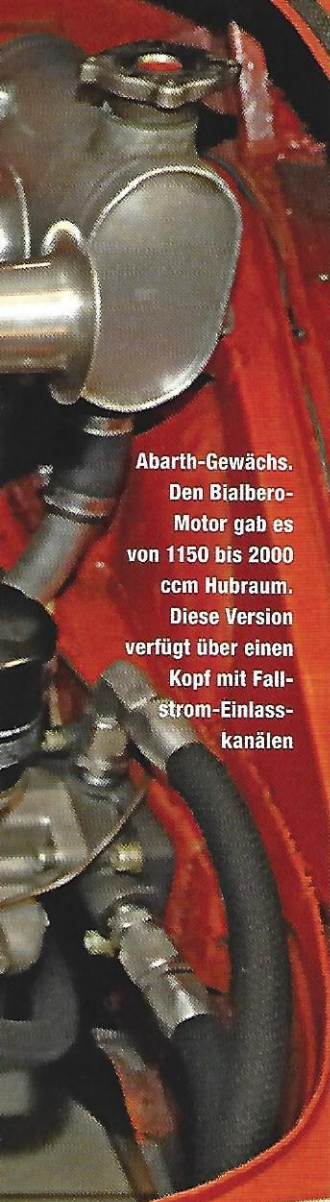 Abarth-Gewächs.
Den Bialbero-
Motor gab es
von 1150 bis 2000
ccm Hubraum.
Diese Version
verfügt über einen
Kopf mit Fall-
strom-Einlass-
kanälen